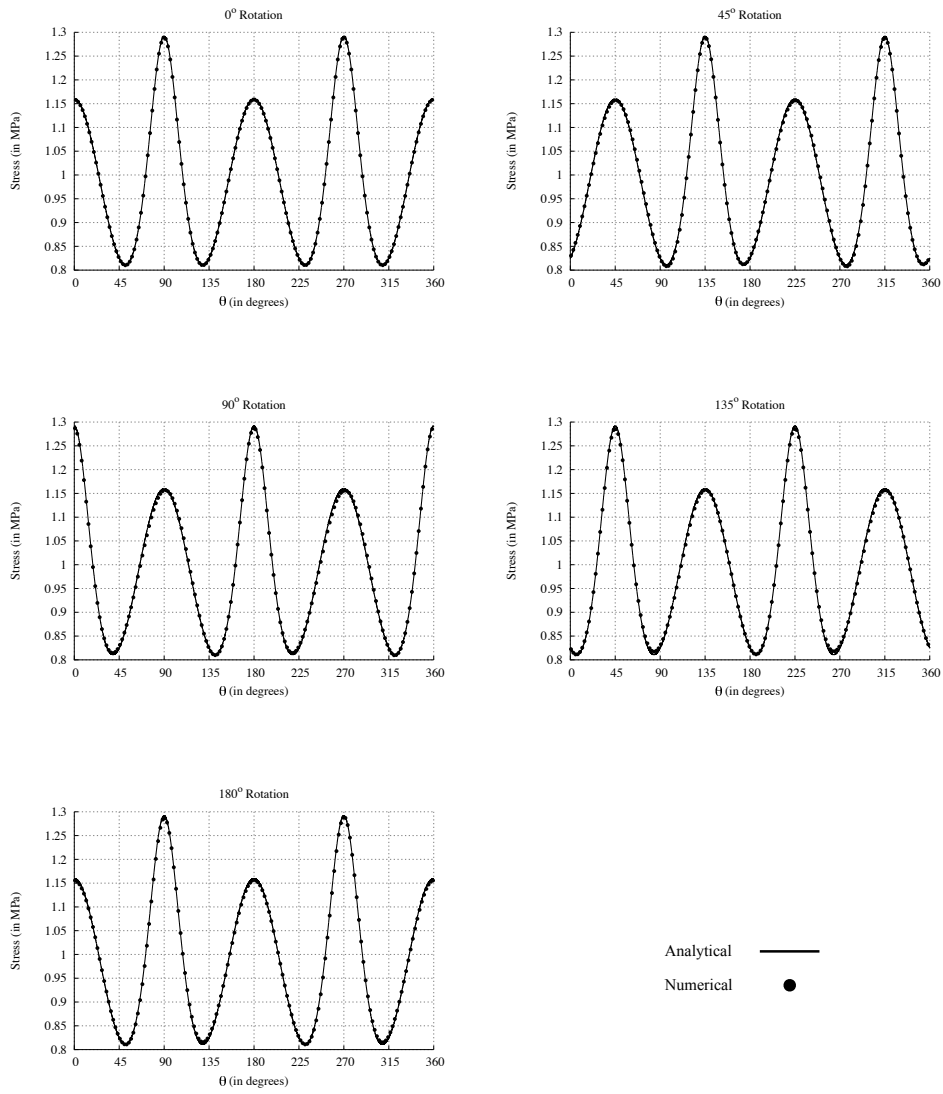 0° Rotation
1.3
1.25
1.2
1.15
1.1
1.05
1
0.95
0.9
0.85
0.8
Stress (in MPa)
0 45 90 135 180 225 270 315 360
θ (in degrees)
45° Rotation
1.3
1.25
1.2
1.15
1.1
1.05
1
0.95
0.9
0.85
0.8
Stress (in MPa)
0 45 90 135 180 225 270 315 360
θ (in degrees)
90° Rotation
1.3
1.25
1.2
1.15
1.1
1.05
1
0.95
0.9
0.85
0.8
Stress (in MPa)
0 45 90 135 180 225 270 315 360
θ (in degrees)
135° Rotation
1.3
1.25
1.2
1.15
1.1
1.05
1
0.95
0.9
0.85
0.8
Stress (in MPa)
0 45 90 135 180 225 270 315 360
θ (in degrees)
180° Rotation
1.3
1.25
1.2
1.15
1.1
1.05
1
0.95
0.9
0.85
0.8
Stress (in MPa)
0 45 90 135 180 225 270 315 360
θ (in degrees)
Analytical
Numerical